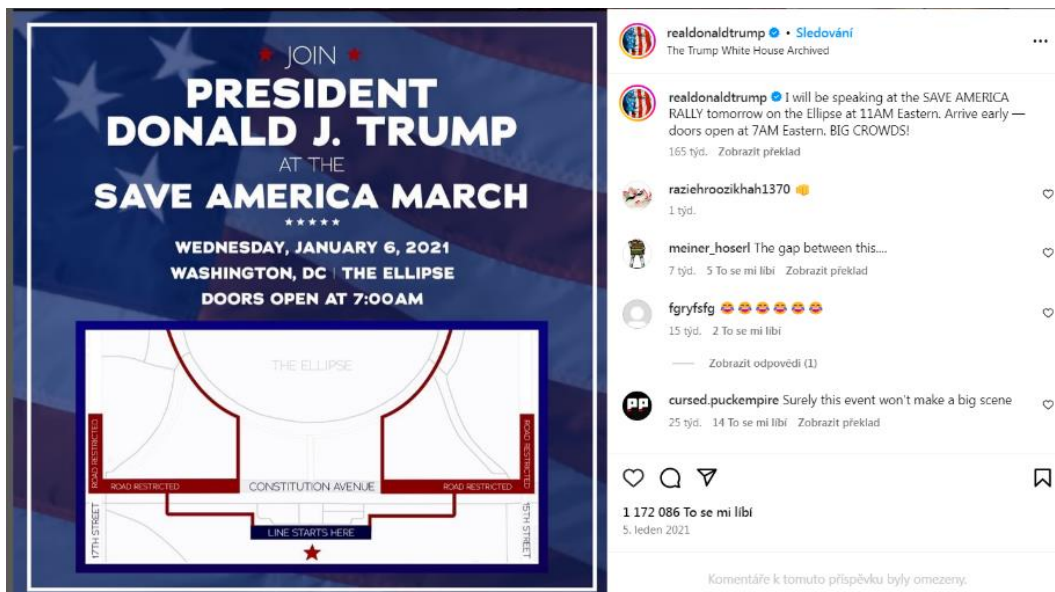 JOIN
PRESIDENT
DONALD J. TRUMP
AT THE
SAVE AMERICA MARCH
WEDNESDAY, JANUARY 6, 2021
WASHINGTON, DC | THE ELLIPSE
DOORS OPEN AT 7:00AM
THE ELLIPSE
ROAD RESTRICTED
ROAD RESTRICTED
ROAD RESTRICTED
CONSTITUTION AVENUE
ROAD RESTRICTED
17TH STREET
LINE STARTS HERE
15TH STREET
realdonaldtrump • Sledování
The Trump White House Archived
realdonaldtrump I will be speaking at the SAVE AMERICA
RALLY tomorrow on the Ellipse at 11AM Eastern. Arrive early —
doors open at 7AM Eastern. BIG CROWDS!
165 týd. Zobrazit překlad
raziehroozikhah1370 👊
1 týd.
meiner_hoserl The gap between this....
7 týd. 5 To se mi líbí Zobrazit překlad
fgryfsfg 😂😂😂😂😂😂
15 týd. 2 To se mi líbí
Zobrazit odpovědi (1)
PP
cursed.puckempire Surely this event won't make a big scene
25 týd. 14 To se mi líbí Zobrazit překlad
1 172 086 To se mi líbí
5. leden 2021
Komentáře k tomuto příspěvku byly omezeny.